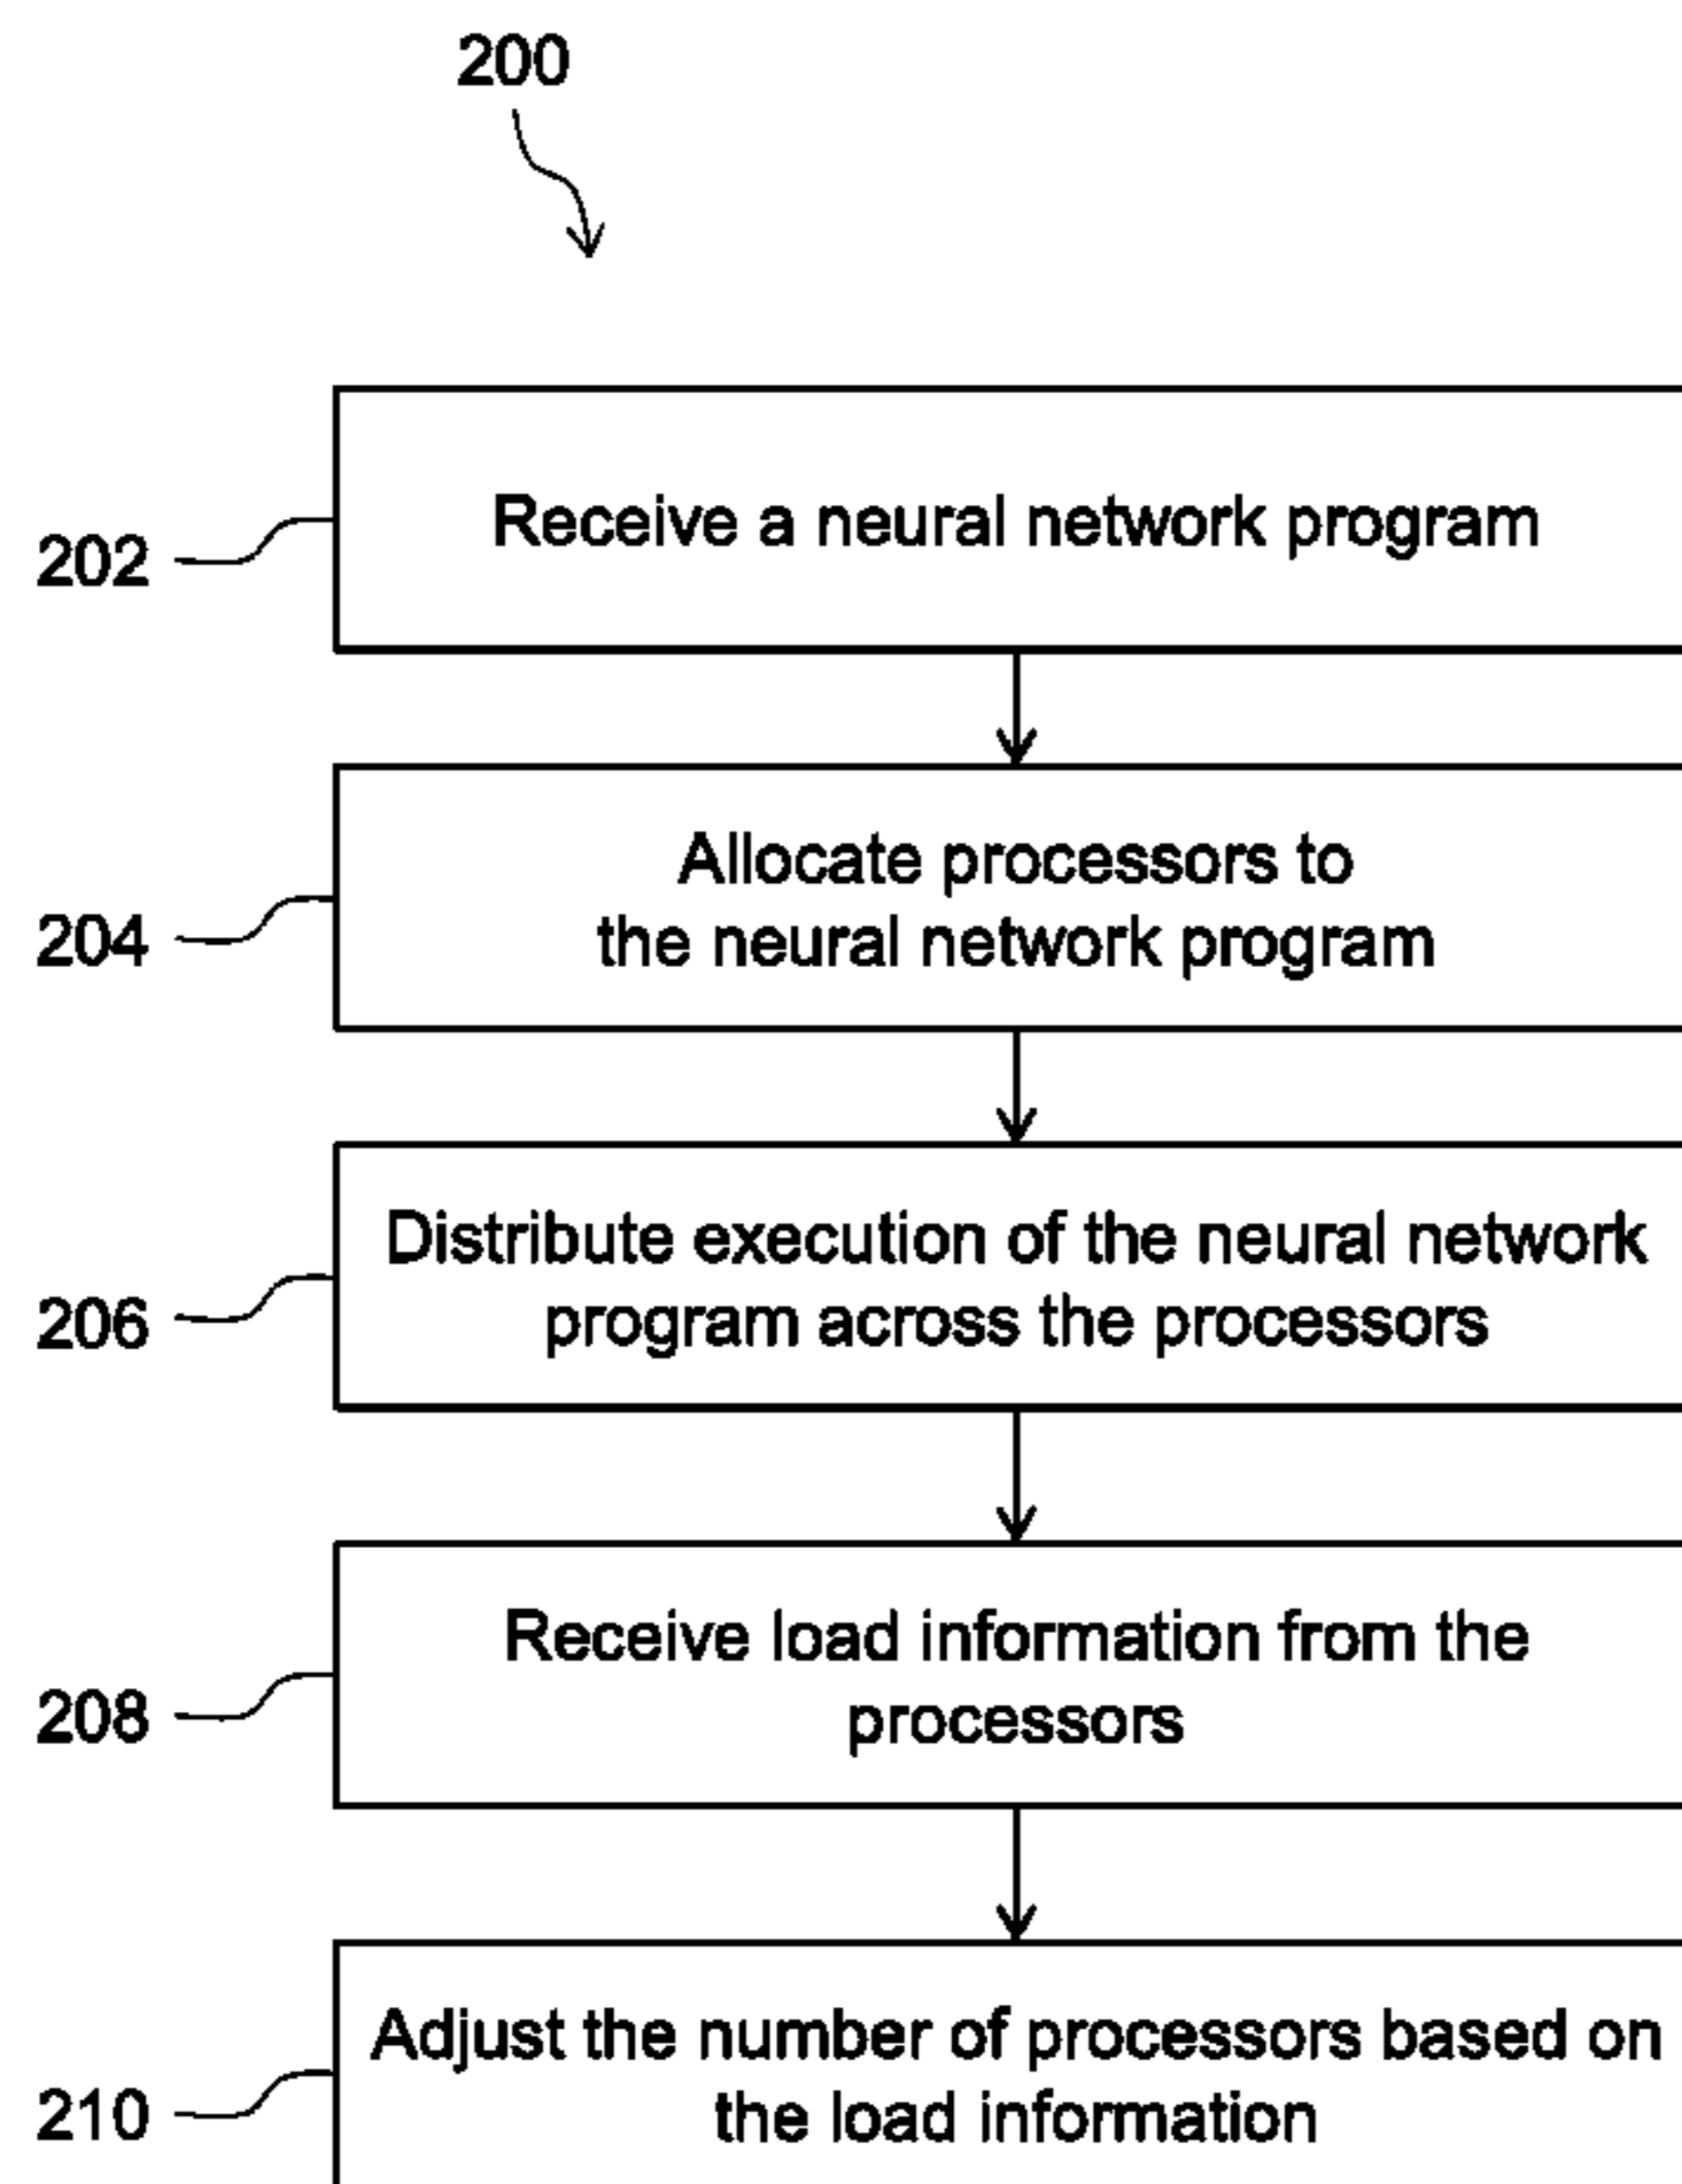 200
202
Receive a neural network program
204
Allocate processors to
the neural network program
206
Distribute execution of the neural network
program across the processors
208
Receive load information from the
processors
210
Adjust the number of processors based on
the load information